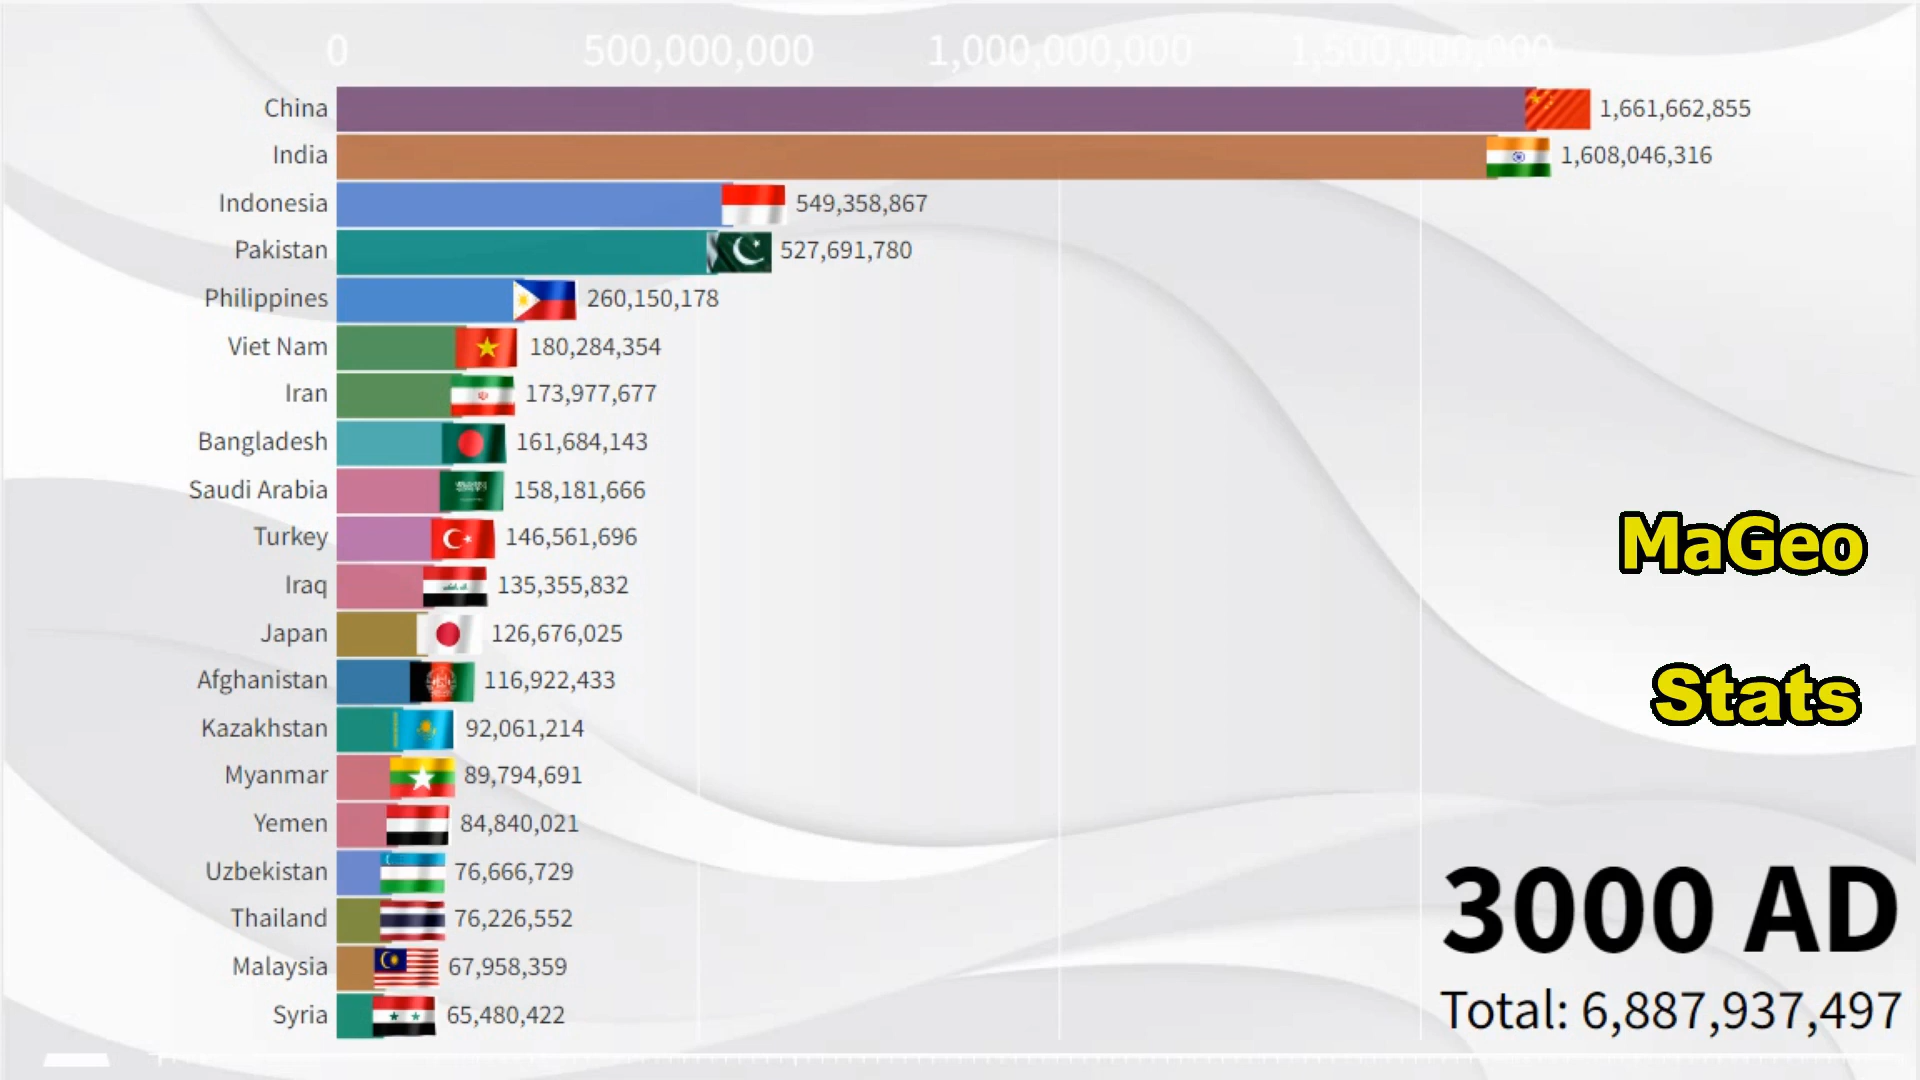 0 500,000,000 1,000,000,000 1,500,000,000
China 1,661,662,855
India 1,608,046,316
Indonesia 549,358,867
Pakistan 527,691,780
Philippines 260,150,178
Viet Nam 180,284,354
Iran 173,977,677
Bangladesh 161,684,143
Saudi Arabia 158,181,666
Turkey 146,561,696
Iraq 135,355,832
Japan 126,676,025
Afghanistan 116,922,433
Kazakhstan 92,061,214
Myanmar 89,794,691
Yemen 84,840,021
Uzbekistan 76,666,729
Thailand 76,226,552
Malaysia 67,958,359
Syria 65,480,422
MaGeo
Stats
3000 AD
Total: 6,887,937,497